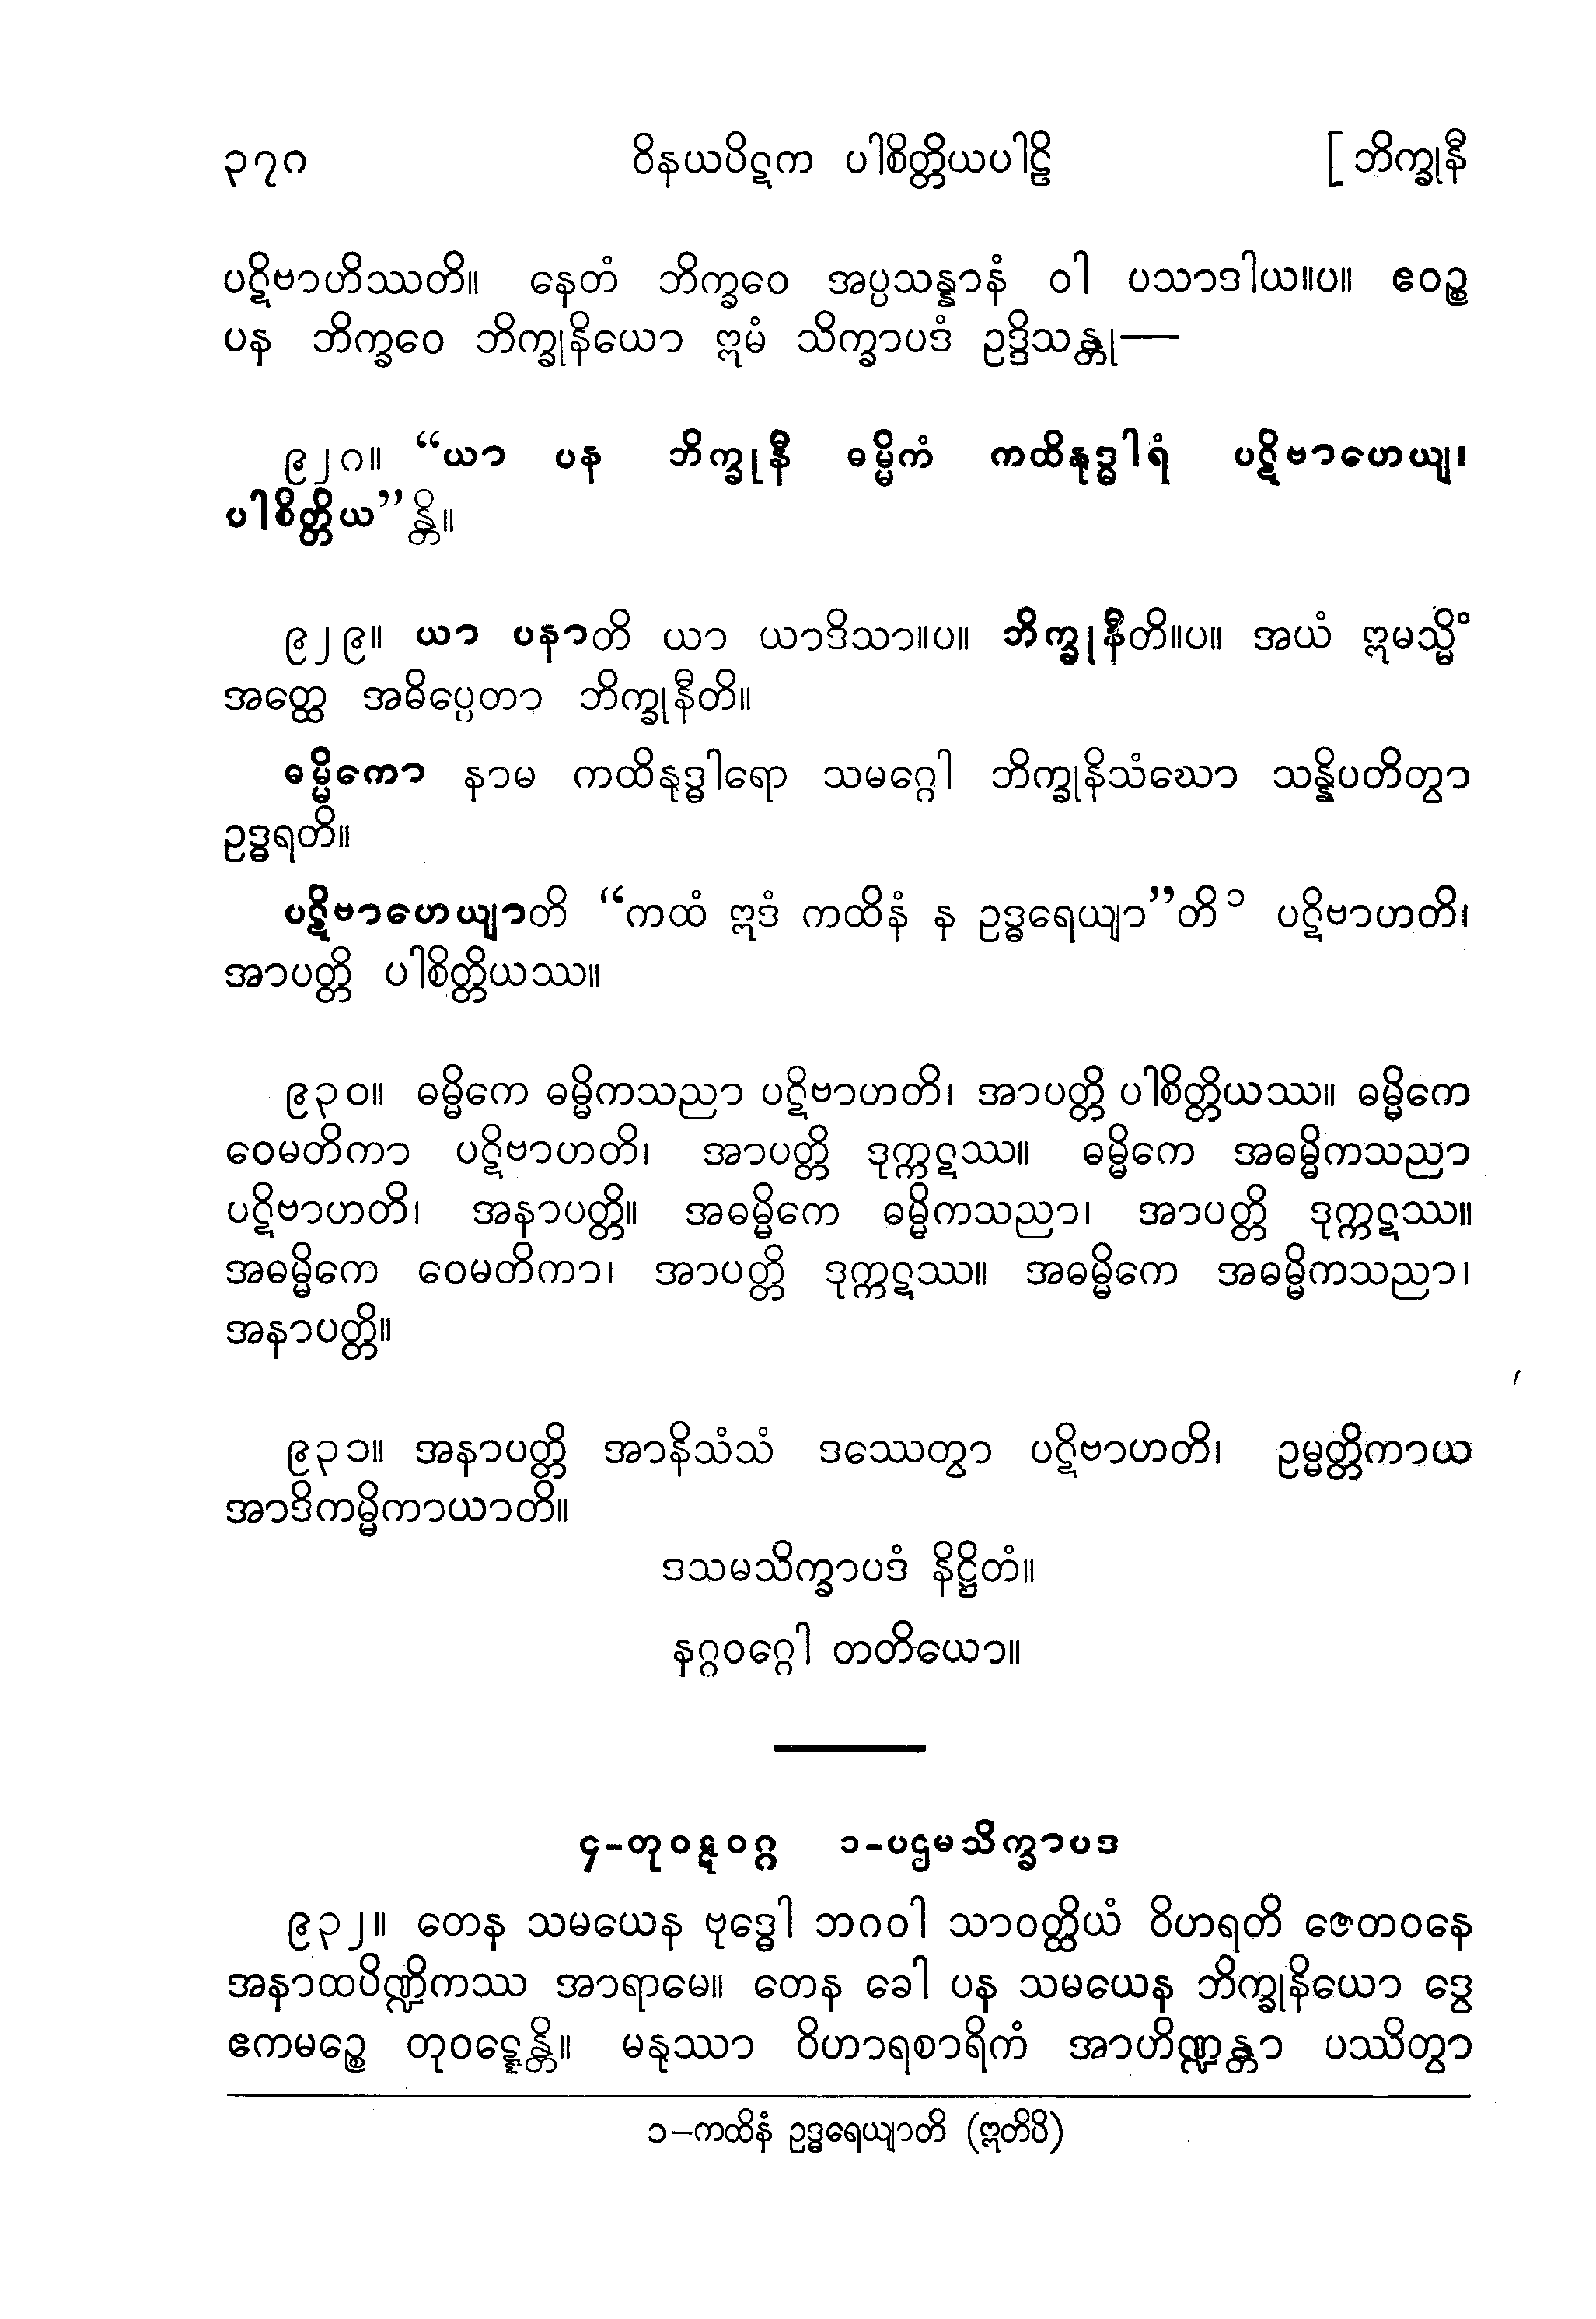 ၃၇၈ ဝိနယပိဋက ပါစိတ္တိယပါဠိ [ ဘိက္ခုနီ
ပဋိဗာဟိဿတိ။ နေတံ ဘိက္ခဝေ အပ္ပသန္နာနံ ဝါ ပသာဒါယ။ပ။ ဧဝဉ္စ
ပန ဘိက္ခဝေ ဘိက္ခုနိယော ဣမံ သိက္ခာပဒံ ဥဒ္ဒိသန္တု—
၉၂၈။ “ယာ ပန ဘိက္ခုနီ ဓမ္မိကံ ကထိနုဒ္ဓါရံ ပဋိဗာဟေယျ၊
ပါစိတ္တိယ”န္တိ။
၉၂၉။ ယာ ပနာတိ ယာ ယာဒိသာ။ပ။ ဘိက္ခုနီတိ။ပ။ အယံ ဣမသ္မိံ
အတ္ထေ အဓိပ္ပေတာ ဘိက္ခုနီတိ။
ဓမ္မိကော နာမ ကထိနုဒ္ဓါရော သမဂ္ဂေါ ဘိက္ခုနိသံဃော သန္နိပတိတွာ
ဥဒ္ဓရတိ။
ပဋိဗာဟေယျာတိ “ကထံ ဣဒံ ကထိနံ န ဥဒ္ဓရေယျာ”တိ ၁ ပဋိဗာဟတိ၊
အာပတ္တိ ပါစိတ္တိယဿ။
၉၃၀။ ဓမ္မိကေ ဓမ္မိကသညာ ပဋိဗာဟတိ၊ အာပတ္တိ ပါစိတ္တိယဿ။ ဓမ္မိကေ
ဝေမတိကာ ပဋိဗာဟတိ၊ အာပတ္တိ ဒုက္ကဋဿ။ ဓမ္မိကေ အဓမ္မိကသညာ
ပဋိဗာဟတိ၊ အနာပတ္တိ။ အဓမ္မိကေ ဓမ္မိကသညာ၊ အာပတ္တိ ဒုက္ကဋဿ။
အဓမ္မိကေ ဝေမတိကာ၊ အာပတ္တိ ဒုက္ကဋဿ။ အဓမ္မိကေ အဓမ္မိကသညာ၊
အနာပတ္တိ။
၉၃၁။ အနာပတ္တိ အာနိသံသံ ဒဿေတွာ ပဋိဗာဟတိ၊ ဥမ္မတ္တိကာယ
အာဒိကမ္မိကာယာတိ။
ဒသမသိက္ခာပဒံ နိဋ္ဌိတံ။
နဂ္ဂဝဂ္ဂေါ တတိယော။
၄-တုဝဋ္ဋဝဂ္ဂ ၁-ပဌမသိက္ခာပဒ
၉၃၂။ တေန သမယေန ဗုဒ္ဓေါ ဘဂဝါ သာဝတ္ထိယံ ဝိဟရတိ ဇေတဝနေ
အနာထပိဏ္ဍိကဿ အာရာမေ။ တေန ခေါ ပန သမယေန ဘိက္ခုနိယော ဒွေ
ဧကမဉ္စေ တုဝဋ္ဋေန္တိ။ မနုဿာ ဝိဟာရစာရိကံ အာဟိဏ္ဍန္တာ ပဿိတွာ
၁-ကထိနံ ဥဒ္ဓရေယျာတိ (ဣတိပိ)